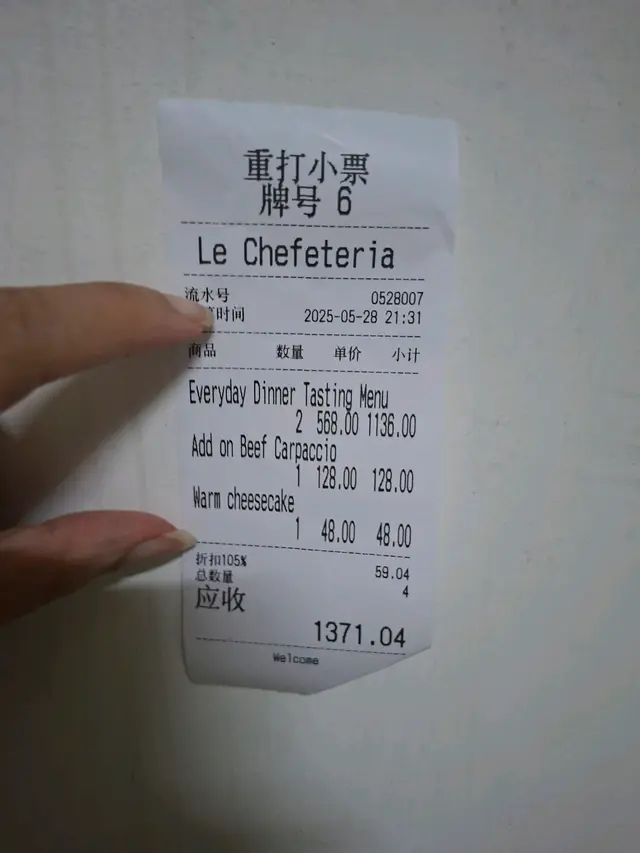 重打小票
牌号 6
Le Chefeteria
流水号 0528007
时间 2025-05-28 21:31
商品 数量 单价 小计
Everyday Dinner Tasting Menu
2 568.00 1136.00
Add on Beef Carpaccio
1 128.00 128.00
Warm cheesecake
1 48.00 48.00
折扣105% 59.04
总数量 4
应收
1371.04
Welcome